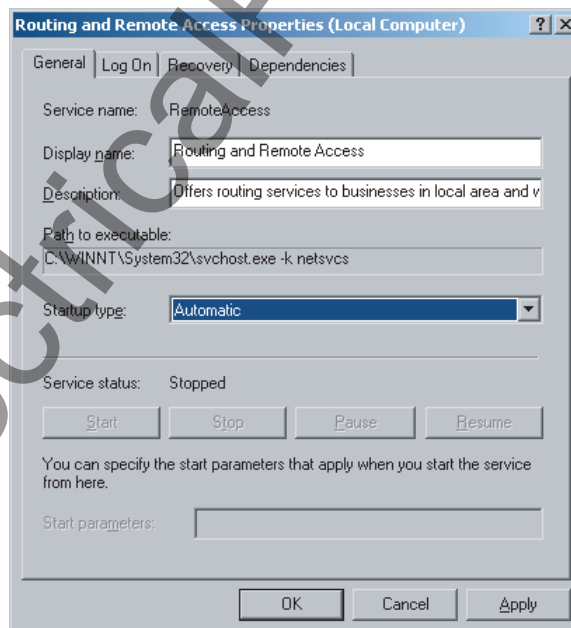 Routing and Remote Access Properties (Local Computer)
General Log On Recovery Dependencies
Service name: RemoteAccess
Display name: Routing and Remote Access
Description: Offers routing services to businesses in local area and
Path to executable:
C:\WINNT\System32\svchost.exe -k netsvcs
Startup type: Automatic
Service status: Stopped
Start Stop Pause Resume
You can specify the start parameters that apply when you start the service
from here.
Start parameters:
OK Cancel Apply